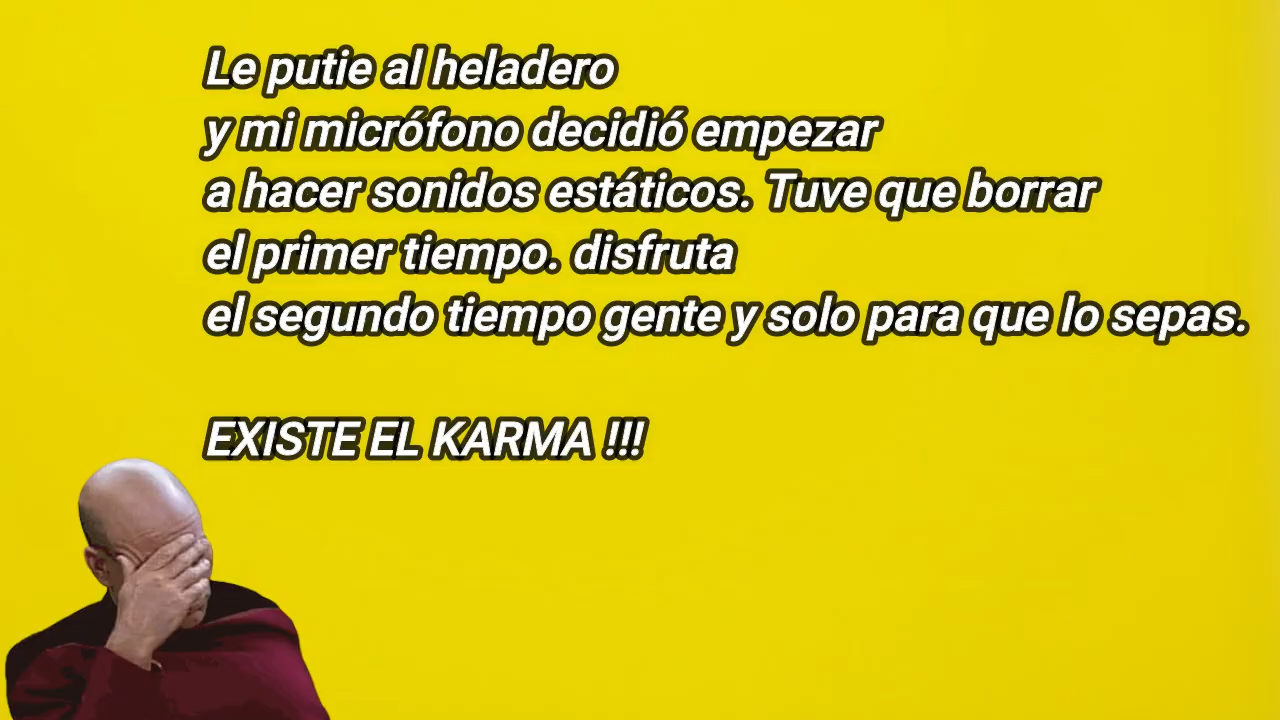 Le putie al heladero
y mi micrófono decidió empezar
a hacer sonidos estáticos. Tuve que borrar
el primer tiempo. disfruta
el segundo tiempo gente y solo para que lo sepas.
EXISTE EL KARMA !!!